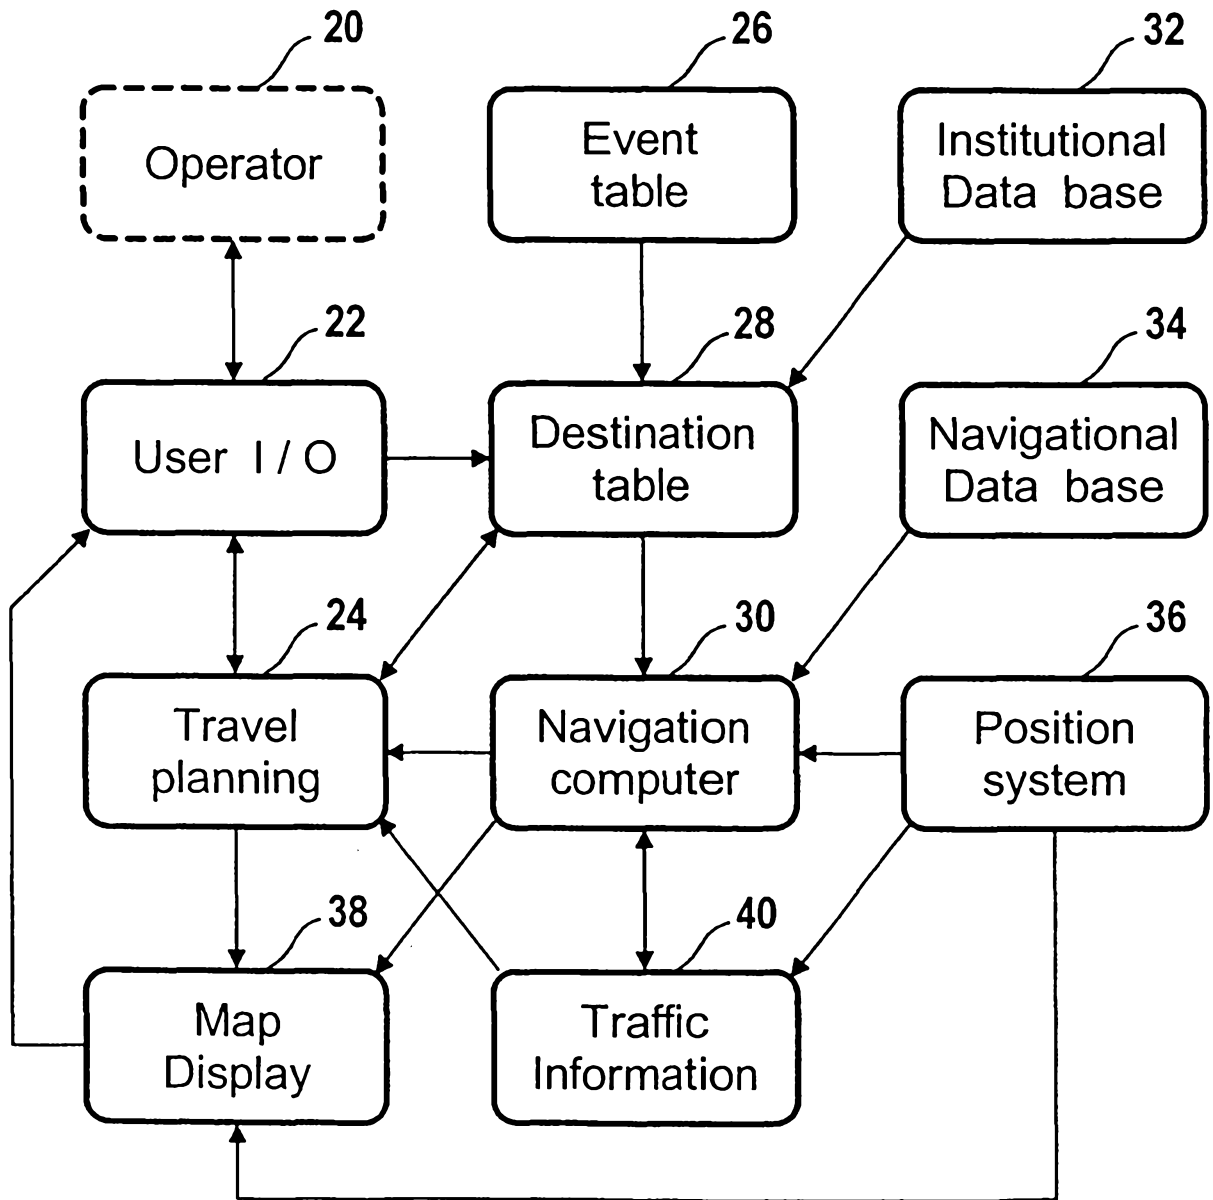 20
26
32
Operator
Event
table
Institutional
Data base
22
28
34
User I / O
Destination
table
Navigational
Data base
24
30
36
Travel
planning
Navigation
computer
Position
system
38
40
Map
Display
Traffic
Information